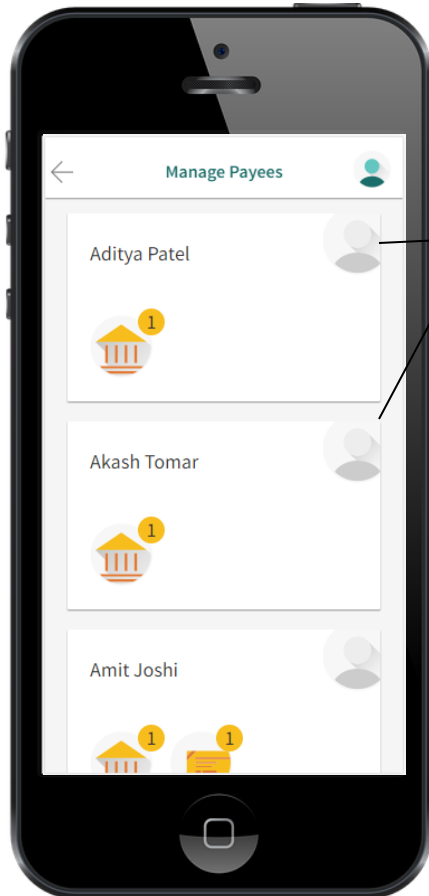 Manage Payees
Aditya Patel
1
Akash Tomar
1
Amit Joshi
1 1